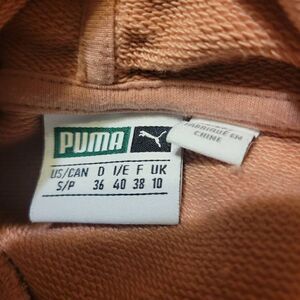 PUMA
US/CAN D I/E F UK
S/P 36 40 38 10
FABRIQUÉ EN
CHINE